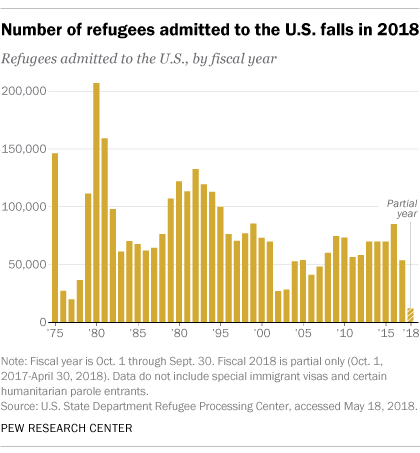 Number of refugees admitted to the U.S. falls in 2018
Refugees admitted to the U.S., by fiscal year
200,000
150,000
100,000
50,000
0
Partial
year
'75 '80 '85 '80 '95 '00 '05 '10 '15 '18
Note: Fiscal year is Oct. 1 through Sept. 30. Fiscal 2018 is partial only (Oct. 1,
2017-April 30, 2018). Data do not include special immigrant visas and certain
humanitarian parole entrants.
Source: U.S. State Department Refugee Processing Center, accessed May 18, 2018.
PEW RESEARCH CENTER